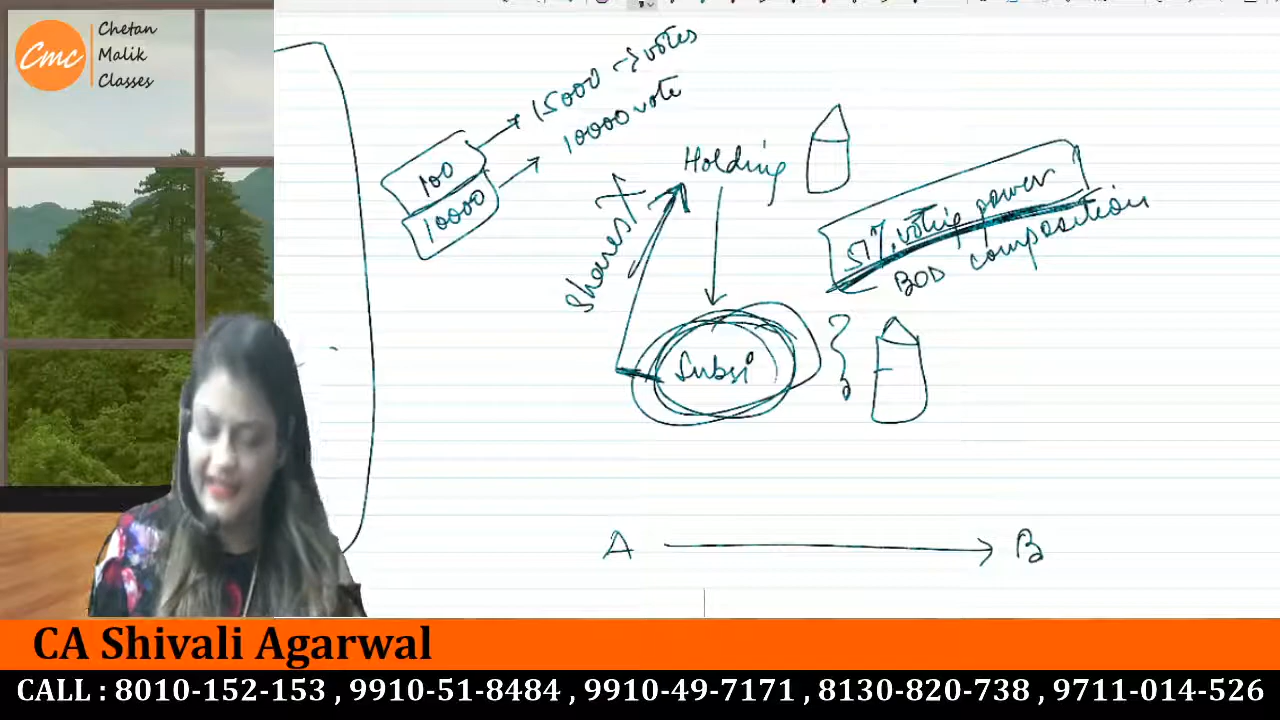 Chetan
Malik
Classes
Cmc
100 → 15000 → votes
10000 → 10000 vote
Holding
shares X
51% voting power
BOD composition
Subsi
A → B
CA Shivali Agarwal
CALL : 8010-152-153 , 9910-51-8484 , 9910-49-7171 , 8130-820-738 , 9711-014-526